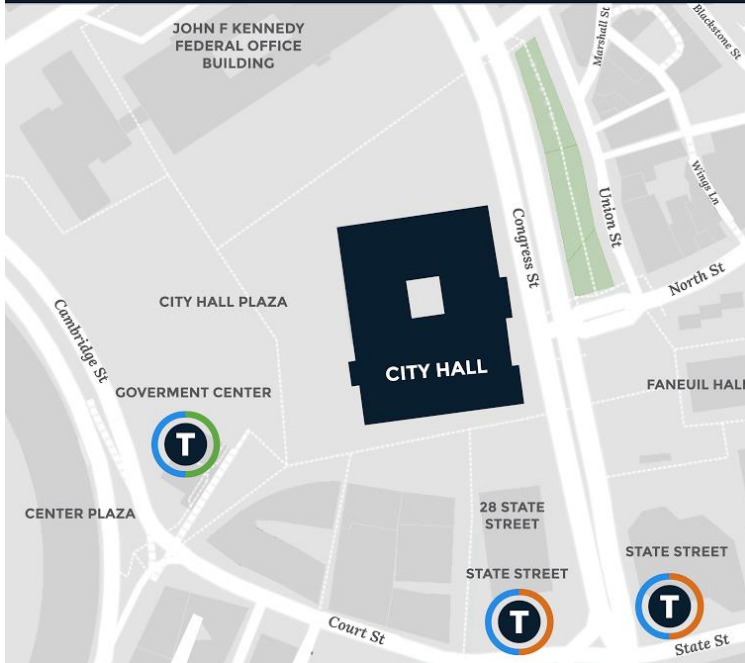 JOHN F KENNEDY
FEDERAL OFFICE
BUILDING
Marshall St
Blackstone St
Wings Ln
Union St
Congress St
North St
CITY HALL PLAZA
Cambridge St
CITY HALL
GOVERMENT CENTER
T
FANEUIL HALL
CENTER PLAZA
28 STATE
STREET
STATE STREET
T
STATE STREET
T
Court St
State St